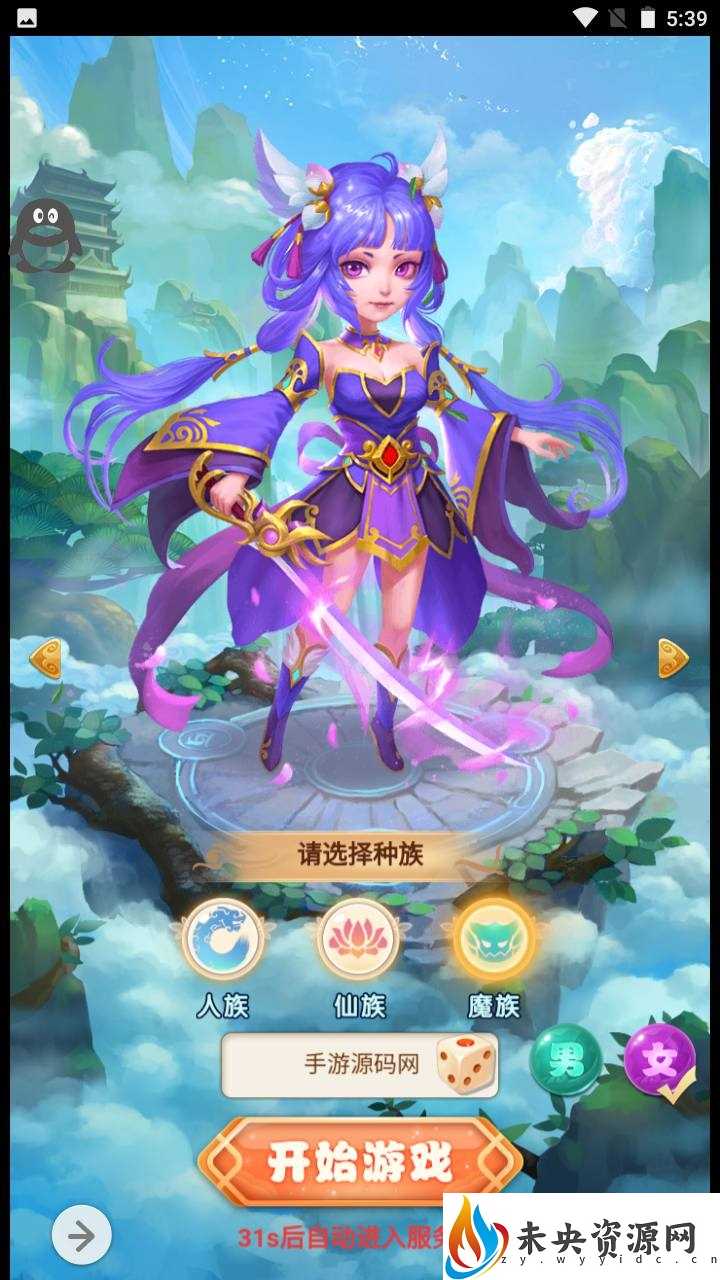 5:39
请选择种族
人族 仙族 魔族
手游源码网
男 女
开始游戏
31s后自动进入服务
未央资源网
zy.wyyidc.cn